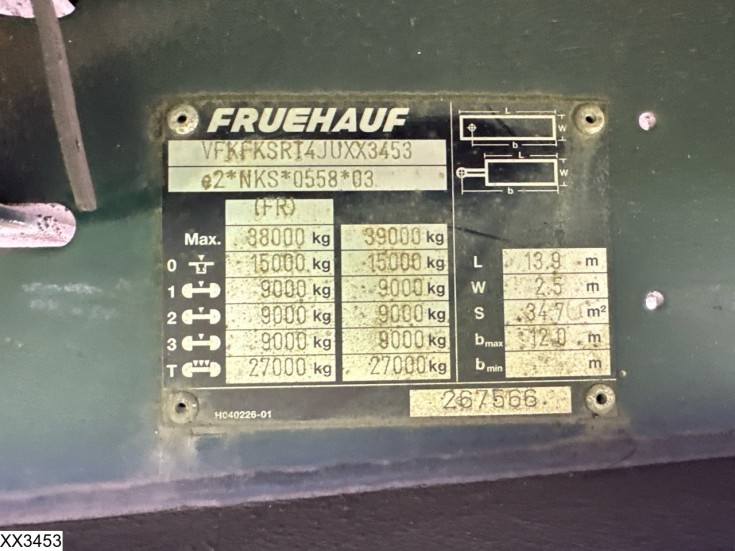 FRUEHAUF
VFKFKSRT4JUXX3453
e2*NKS*0558*03
(FR)
Max. 38000 kg 39000 kg
0 15000 kg 15000 kg
1 9000 kg 9000 kg
2 9000 kg 9000 kg
3 9000 kg 9000 kg
T 27000 kg 27000 kg
L
W
b
L
W
b
L 13.9 m
W 2.5 m
S 34.7 m²
bmax 12.0 m
bmin m
H040226-01
267566
XX3453